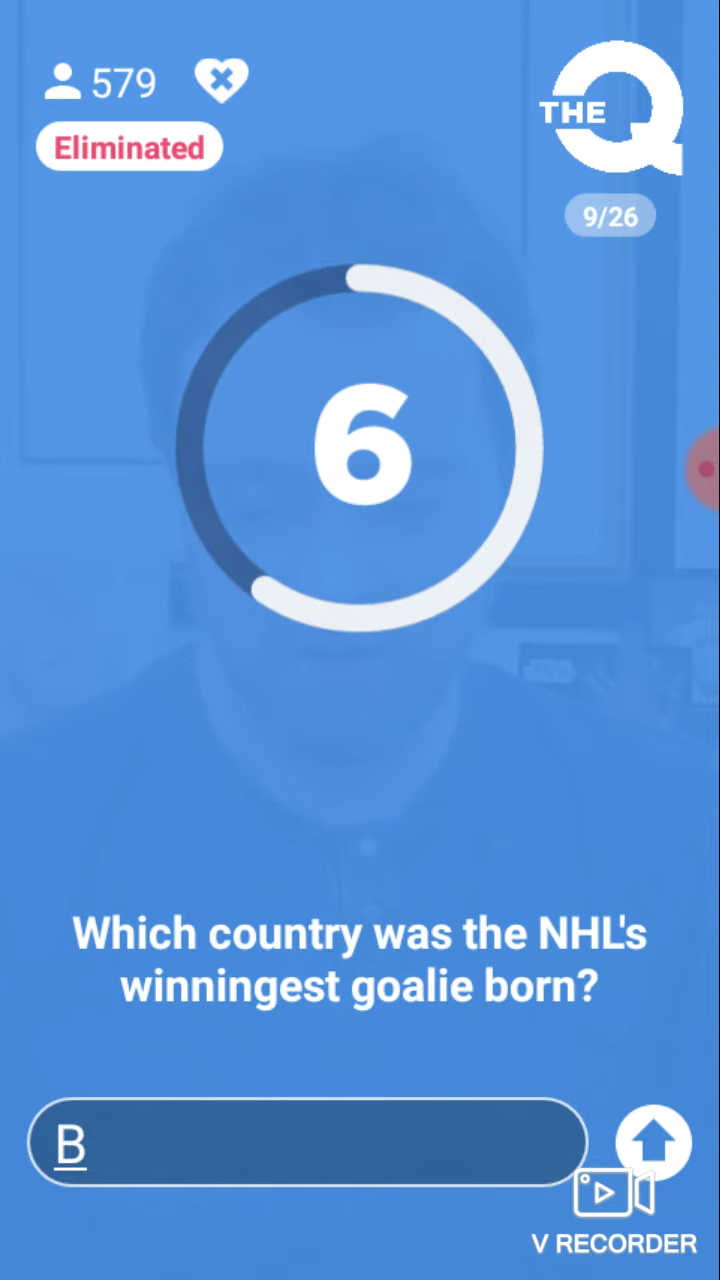 579
THE Q
Eliminated
9/26
6
Which country was the NHL's
winningest goalie born?
B
V RECORDER